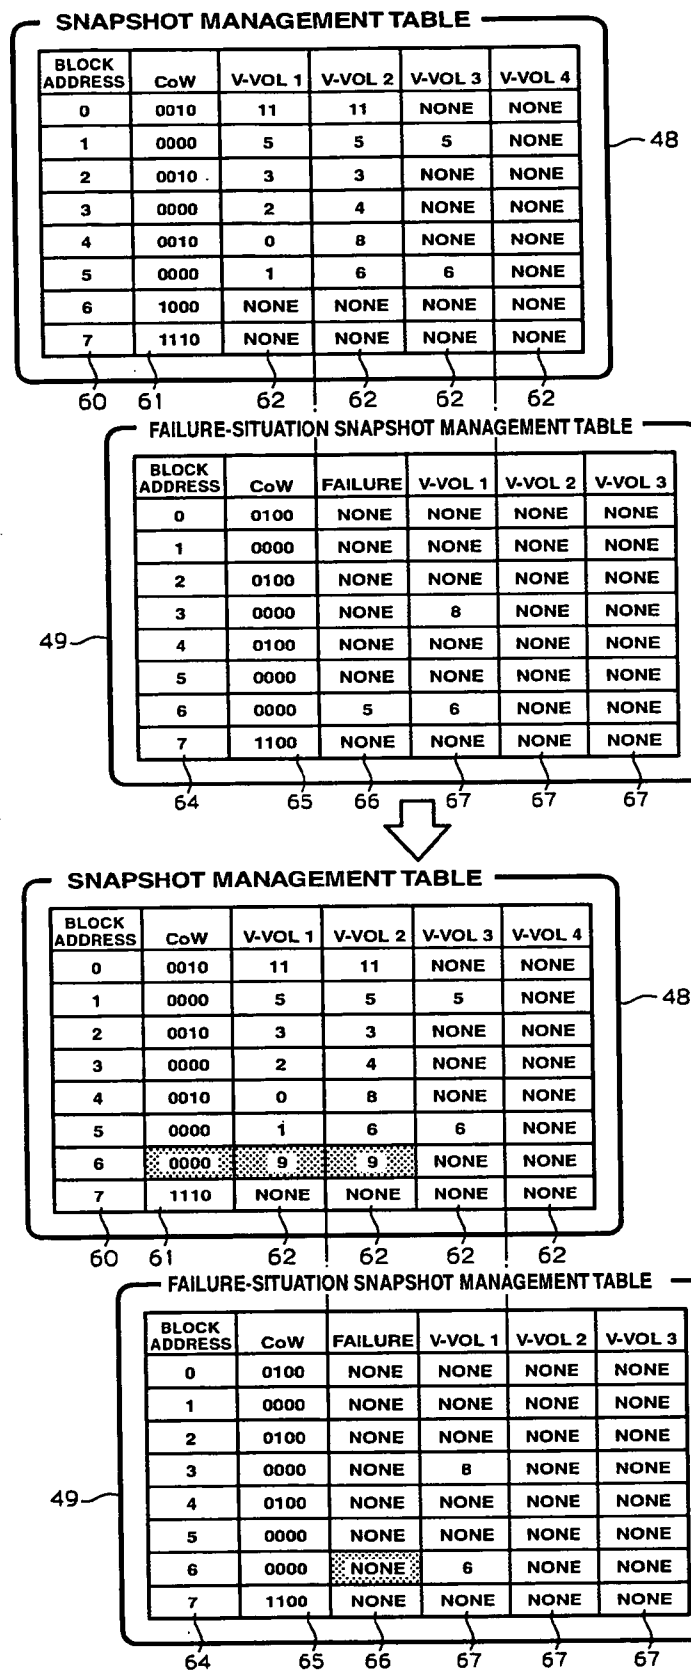 SNAPSHOT MANAGEMENT TABLE
BLOCK ADDRESS CoW V-VOL 1 V-VOL 2 V-VOL 3 V-VOL 4
0 0010 11 11 NONE NONE
1 0000 5 5 5 NONE
2 0010 3 3 NONE NONE
3 0000 2 4 NONE NONE
4 0010 0 8 NONE NONE
5 0000 1 6 6 NONE
6 1000 NONE NONE NONE NONE
7 1110 NONE NONE NONE NONE
48
60 61 62 62 62 62
FAILURE-SITUATION SNAPSHOT MANAGEMENT TABLE
BLOCK ADDRESS CoW FAILURE V-VOL 1 V-VOL 2 V-VOL 3
0 0100 NONE NONE NONE NONE
1 0000 NONE NONE NONE NONE
2 0100 NONE NONE NONE NONE
3 0000 NONE 8 NONE NONE
4 0100 NONE NONE NONE NONE
5 0000 NONE NONE NONE NONE
6 0000 5 6 NONE NONE
7 1100 NONE NONE NONE NONE
49
64 65 66 67 67 67
SNAPSHOT MANAGEMENT TABLE
BLOCK ADDRESS CoW V-VOL 1 V-VOL 2 V-VOL 3 V-VOL 4
0 0010 11 11 NONE NONE
1 0000 5 5 5 NONE
2 0010 3 3 NONE NONE
3 0000 2 4 NONE NONE
4 0010 0 8 NONE NONE
5 0000 1 6 6 NONE
6 0000 9 9 NONE NONE
7 1110 NONE NONE NONE NONE
48
60 61 62 62 62 62
FAILURE-SITUATION SNAPSHOT MANAGEMENT TABLE
BLOCK ADDRESS CoW FAILURE V-VOL 1 V-VOL 2 V-VOL 3
0 0100 NONE NONE NONE NONE
1 0000 NONE NONE NONE NONE
2 0100 NONE NONE NONE NONE
3 0000 NONE 8 NONE NONE
4 0100 NONE NONE NONE NONE
5 0000 NONE NONE NONE NONE
6 0000 NONE 6 NONE NONE
7 1100 NONE NONE NONE NONE
49
64 65 66 67 67 67